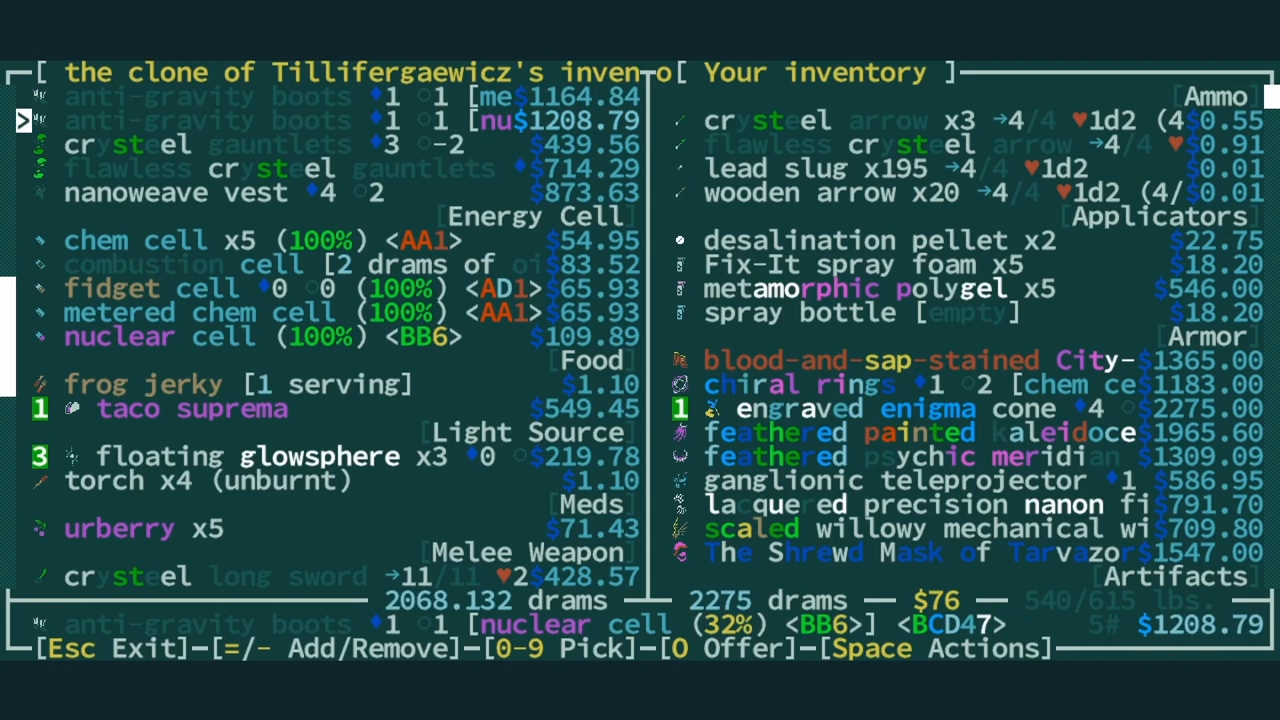 [ the clone of Tillifergaewicz's inven
anti-gravity boots ♦1 ○1 [me$1164.84
> anti-gravity boots ♦1 ○1 [nu$1208.79
crysteel gauntlets ♦3 ○-2 $439.56
flawless crysteel gauntlets ♦$714.29
nanoweave vest ♦4 ○2 $873.63
[Energy Cell]
chem cell x5 (100%) <AA1> $54.95
combustion cell [2 drams of oi$83.52
fidget cell ♦0 ○0 (100%) <AD1>$65.93
metered chem cell (100%) <AA1>$65.93
nuclear cell (100%) <BB6> $109.89
[Food]
frog jerky [1 serving] $1.10
1 taco suprema $549.45
[Light Source]
3 floating glowsphere x3 ♦0 ○$219.78
torch x4 (unburnt) $1.10
[Meds]
urberry x5 $71.43
[Melee Weapon]
crysteel long sword →11/11 ♥2$428.57
2068.132 drams
o[ Your inventory ]
[Ammo]
crysteel arrow x3 →4/4 ♥1d2 (4$0.55
flawless crysteel arrow →4/4 ♥$0.91
lead slug x195 →4/4 ♥1d2 $0.01
wooden arrow x20 →4/4 ♥1d2 (4/$0.01
[Applicators]
desalination pellet x2 $22.75
Fix-It spray foam x5 $18.20
metamorphic polygel x5 $546.00
spray bottle [empty] $18.20
[Armor]
blood-and-sap-stained City-$1365.00
chiral rings ♦1 ○2 [chem ce$1183.00
1 engraved enigma cone ♦4 ○$2275.00
feathered painted kaleidoce$1965.60
feathered psychic meridian $1309.09
ganglionic teleprojector ♦1 $586.95
lacquered precision nanon fi$791.70
scaled willowy mechanical wi$709.80
The Shrewd Mask of Tarvazor$1547.00
[Artifacts]
2275 drams — $76 — 540/615 lbs.
anti-gravity boots ♦1 ○1 [nuclear cell (32%) <BB6>] <BCD47> 5# $1208.79
[Esc Exit]—[=/- Add/Remove]—[0-9 Pick]—[O Offer]—[Space Actions]